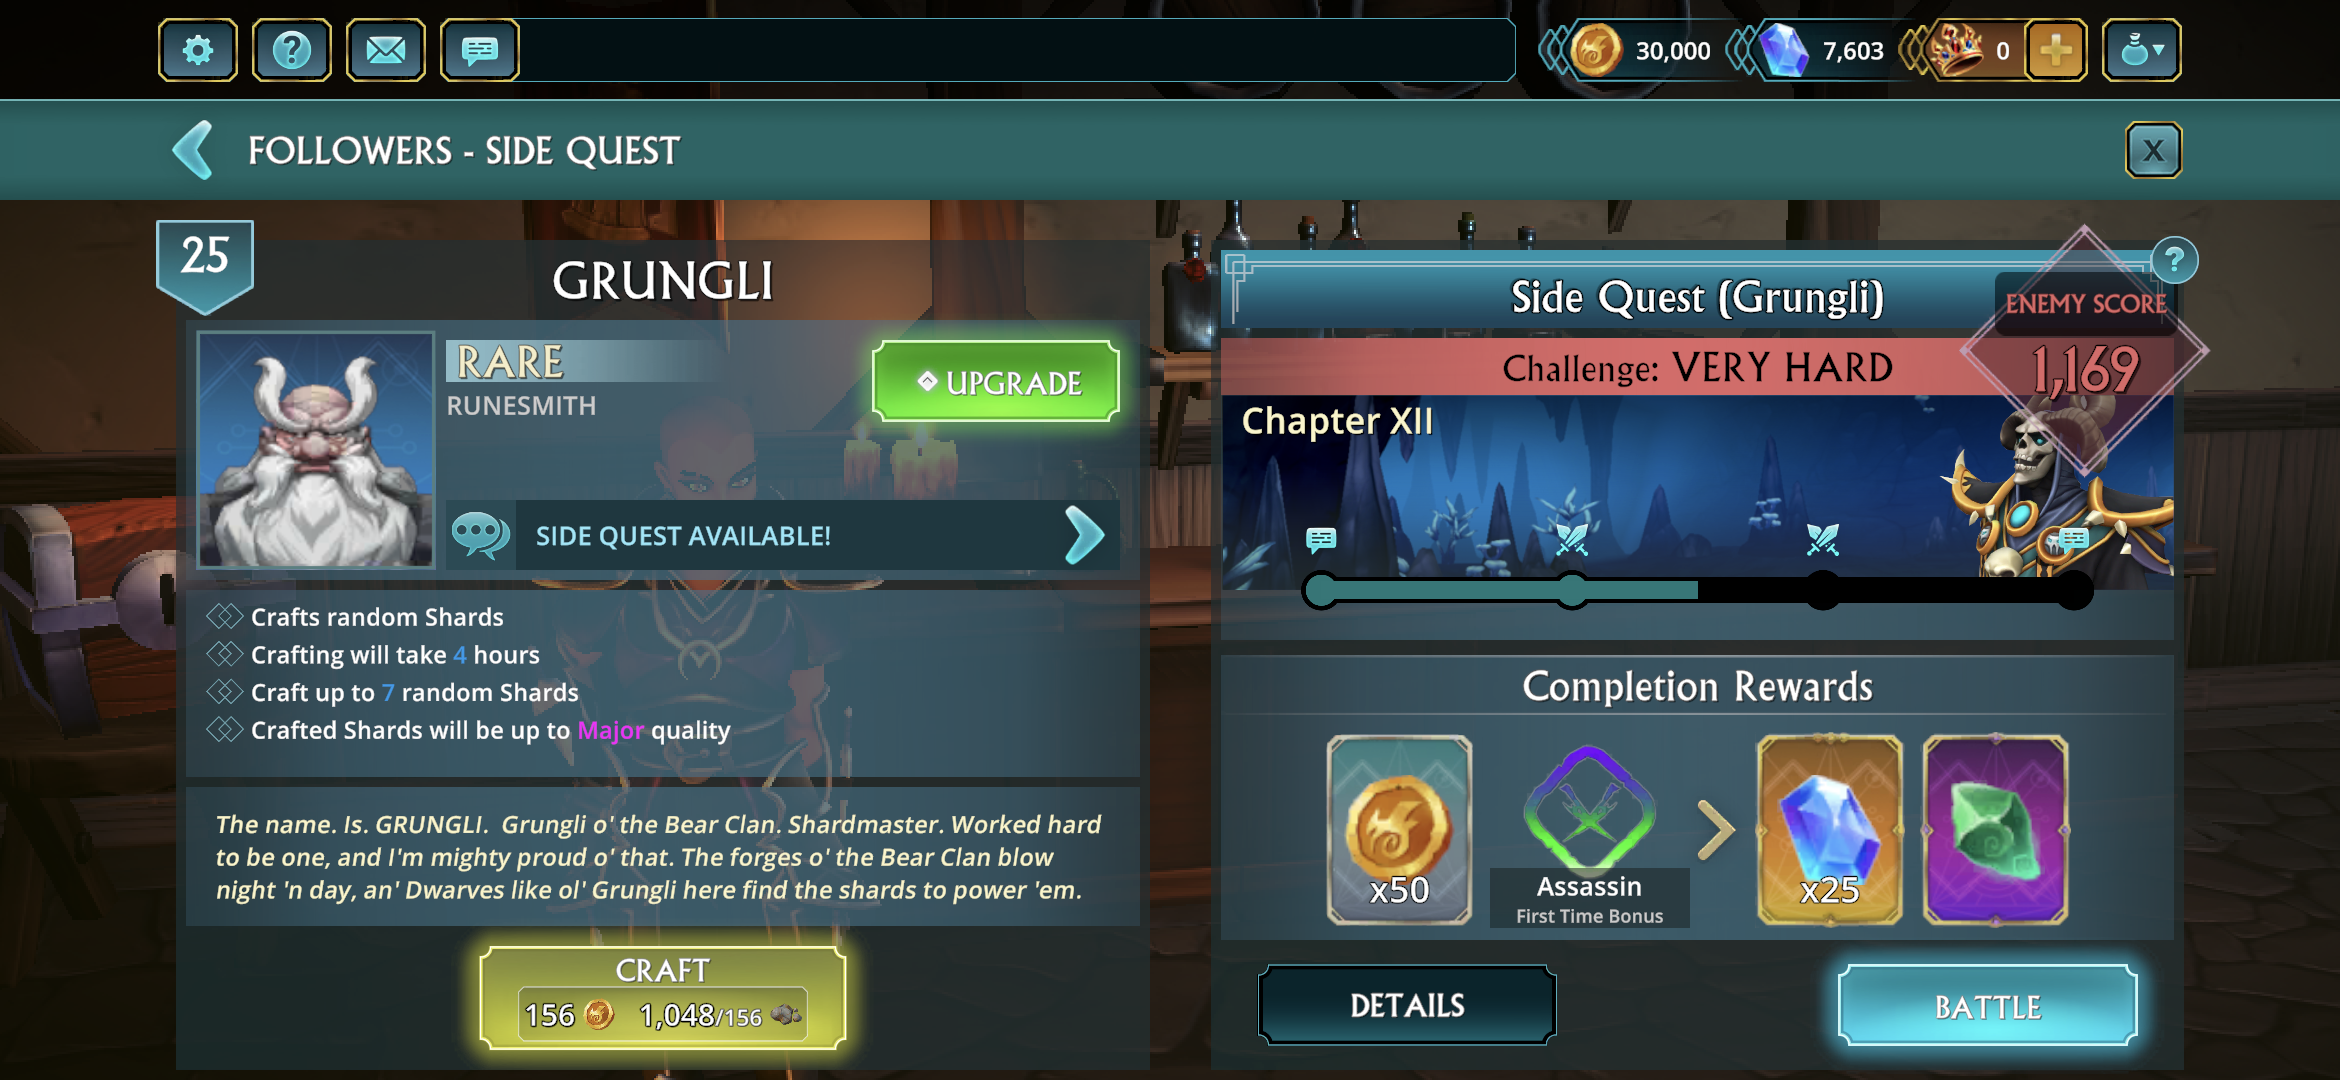 30,000
7,603
0
FOLLOWERS - SIDE QUEST
X
25
GRUNGLI
RARE
RUNESMITH
UPGRADE
SIDE QUEST AVAILABLE!
Crafts random Shards
Crafting will take 4 hours
Craft up to 7 random Shards
Crafted Shards will be up to Major quality
The name. Is. GRUNGLI.  Grungli o' the Bear Clan. Shardmaster. Worked hard
to be one, and I'm mighty proud o' that. The forges o' the Bear Clan blow
night 'n day, an' Dwarves like ol' Grungli here find the shards to power 'em.
CRAFT
156 1,048/156
Side Quest (Grungli)
?
ENEMY SCORE
1,169
Challenge: VERY HARD
Chapter XII
Completion Rewards
x50
Assassin
First Time Bonus
x25
DETAILS
BATTLE